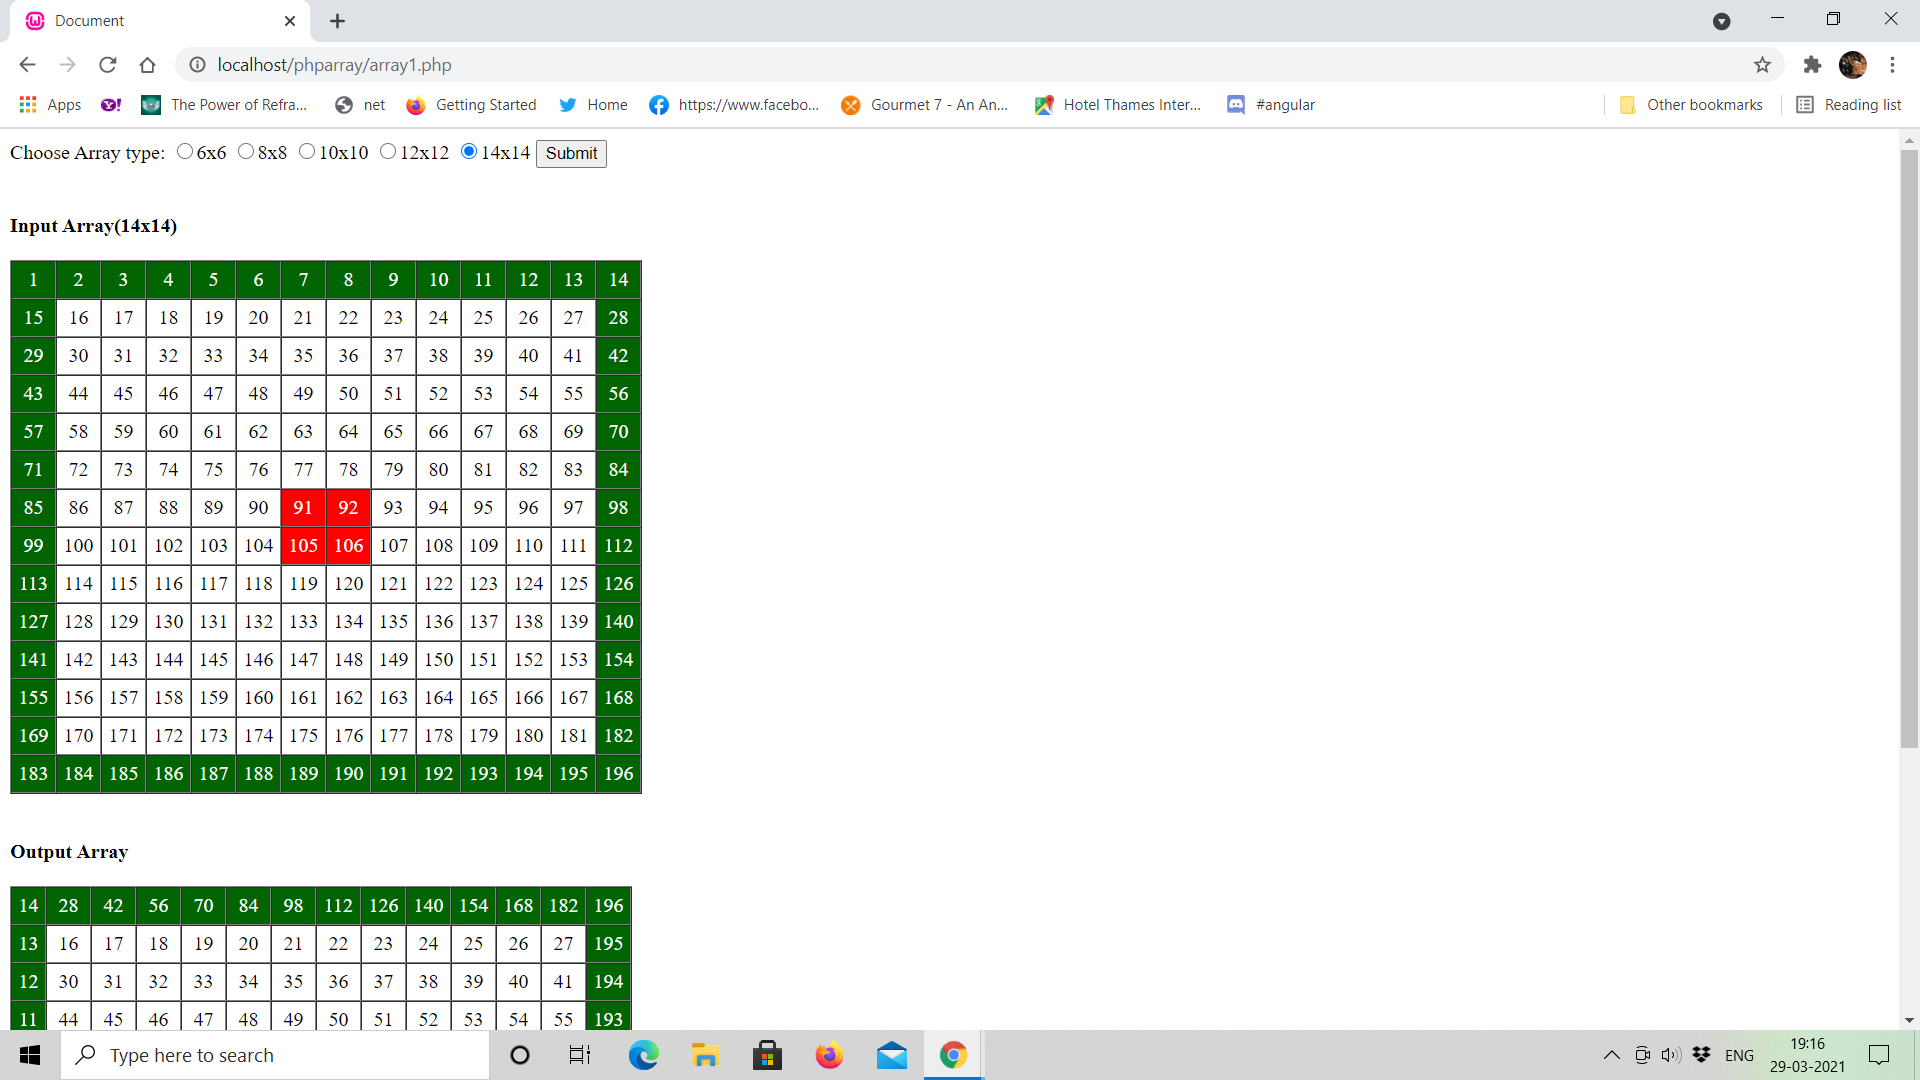 Document
localhost/phparray/array1.php
Apps The Power of Refra... net Getting Started Home https://www.facebo... Gourmet 7 - An An... Hotel Thames Inter... #angular Other bookmarks Reading list
Choose Array type: 6x6 8x8 10x10 12x12 14x14 Submit
Input Array(14x14)
1 2 3 4 5 6 7 8 9 10 11 12 13 14
15 16 17 18 19 20 21 22 23 24 25 26 27 28
29 30 31 32 33 34 35 36 37 38 39 40 41 42
43 44 45 46 47 48 49 50 51 52 53 54 55 56
57 58 59 60 61 62 63 64 65 66 67 68 69 70
71 72 73 74 75 76 77 78 79 80 81 82 83 84
85 86 87 88 89 90 91 92 93 94 95 96 97 98
99 100 101 102 103 104 105 106 107 108 109 110 111 112
113 114 115 116 117 118 119 120 121 122 123 124 125 126
127 128 129 130 131 132 133 134 135 136 137 138 139 140
141 142 143 144 145 146 147 148 149 150 151 152 153 154
155 156 157 158 159 160 161 162 163 164 165 166 167 168
169 170 171 172 173 174 175 176 177 178 179 180 181 182
183 184 185 186 187 188 189 190 191 192 193 194 195 196
Output Array
14 28 42 56 70 84 98 112 126 140 154 168 182 196
13 16 17 18 19 20 21 22 23 24 25 26 27 195
12 30 31 32 33 34 35 36 37 38 39 40 41 194
11 44 45 46 47 48 49 50 51 52 53 54 55 193
Type here to search
ENG
19:16
29-03-2021